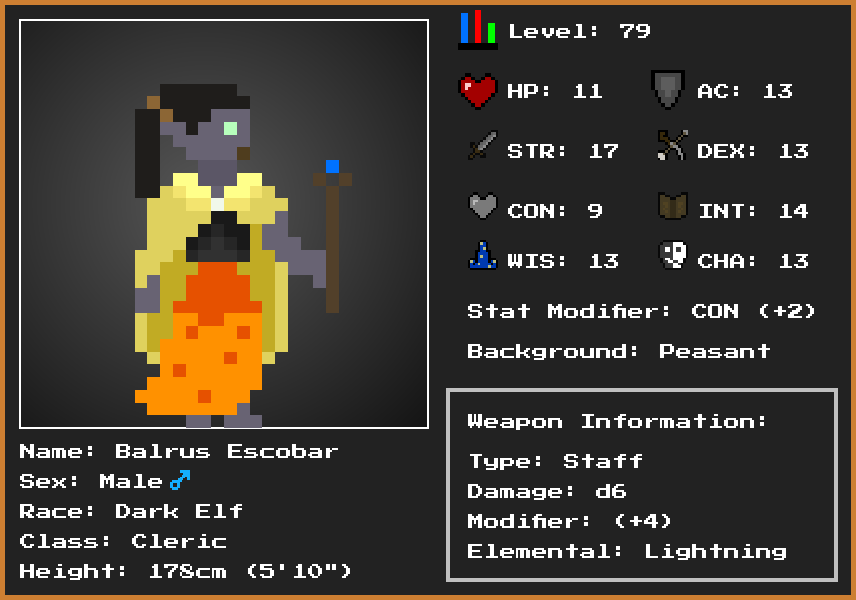 Level: 79
HP: 11 AC: 13
STR: 17 DEX: 13
CON: 9 INT: 14
WIS: 13 CHA: 13
Stat Modifier: CON (+2)
Background: Peasant
Weapon Information:
Type: Staff
Damage: d6
Modifier: (+4)
Elemental: Lightning
Name: Balrus Escobar
Sex: Male♂
Race: Dark Elf
Class: Cleric
Height: 178cm (5'10")